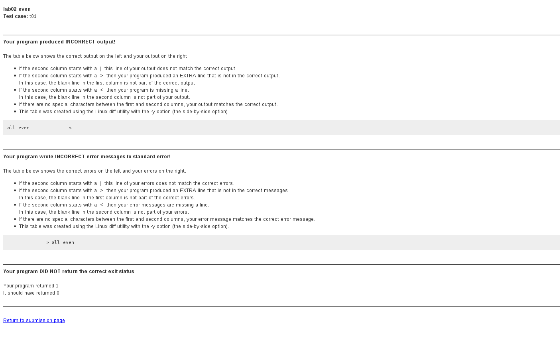 lab02 even
Test case: t01
Your program produced INCORRECT output!
The table below shows the correct output on the left and your output on the right.
If the second column starts with a | this line of your output does not match the correct output.
If the second column starts with a > then your program produced an EXTRA line that is not in the correct output.
In this case, the blank line in the first column is not part of the correct output.
If the second column starts with a < then your program is missing a line.
In this case, the blank line in the second column is not part of your output.
If there are no special characters between the first and second columns, your output matches the correct output.
This table was created using the Linux diff utility with the -y option (the side-by-side option).
all even <
Your program wrote INCORRECT error messages to standard error!
The table below shows the correct errors on the left and your errors on the right.
If the second column starts with a | this line of your errors does not match the correct errors.
If the second column starts with a > then your program produced an EXTRA line that is not in the correct messages.
In this case, the blank line in the first column is not part of the correct errors.
If the second column starts with a < then your error messages are missing a line.
In this case, the blank line in the second column is not part of your errors.
If there are no special characters between the first and second columns, your error message matches the correct error message.
This table was created using the Linux diff utility with the -y option (the side-by-side option).
> all even
Your program DID NOT return the correct exit status
Your program returned 1
It should have returned 0
Return to submission page